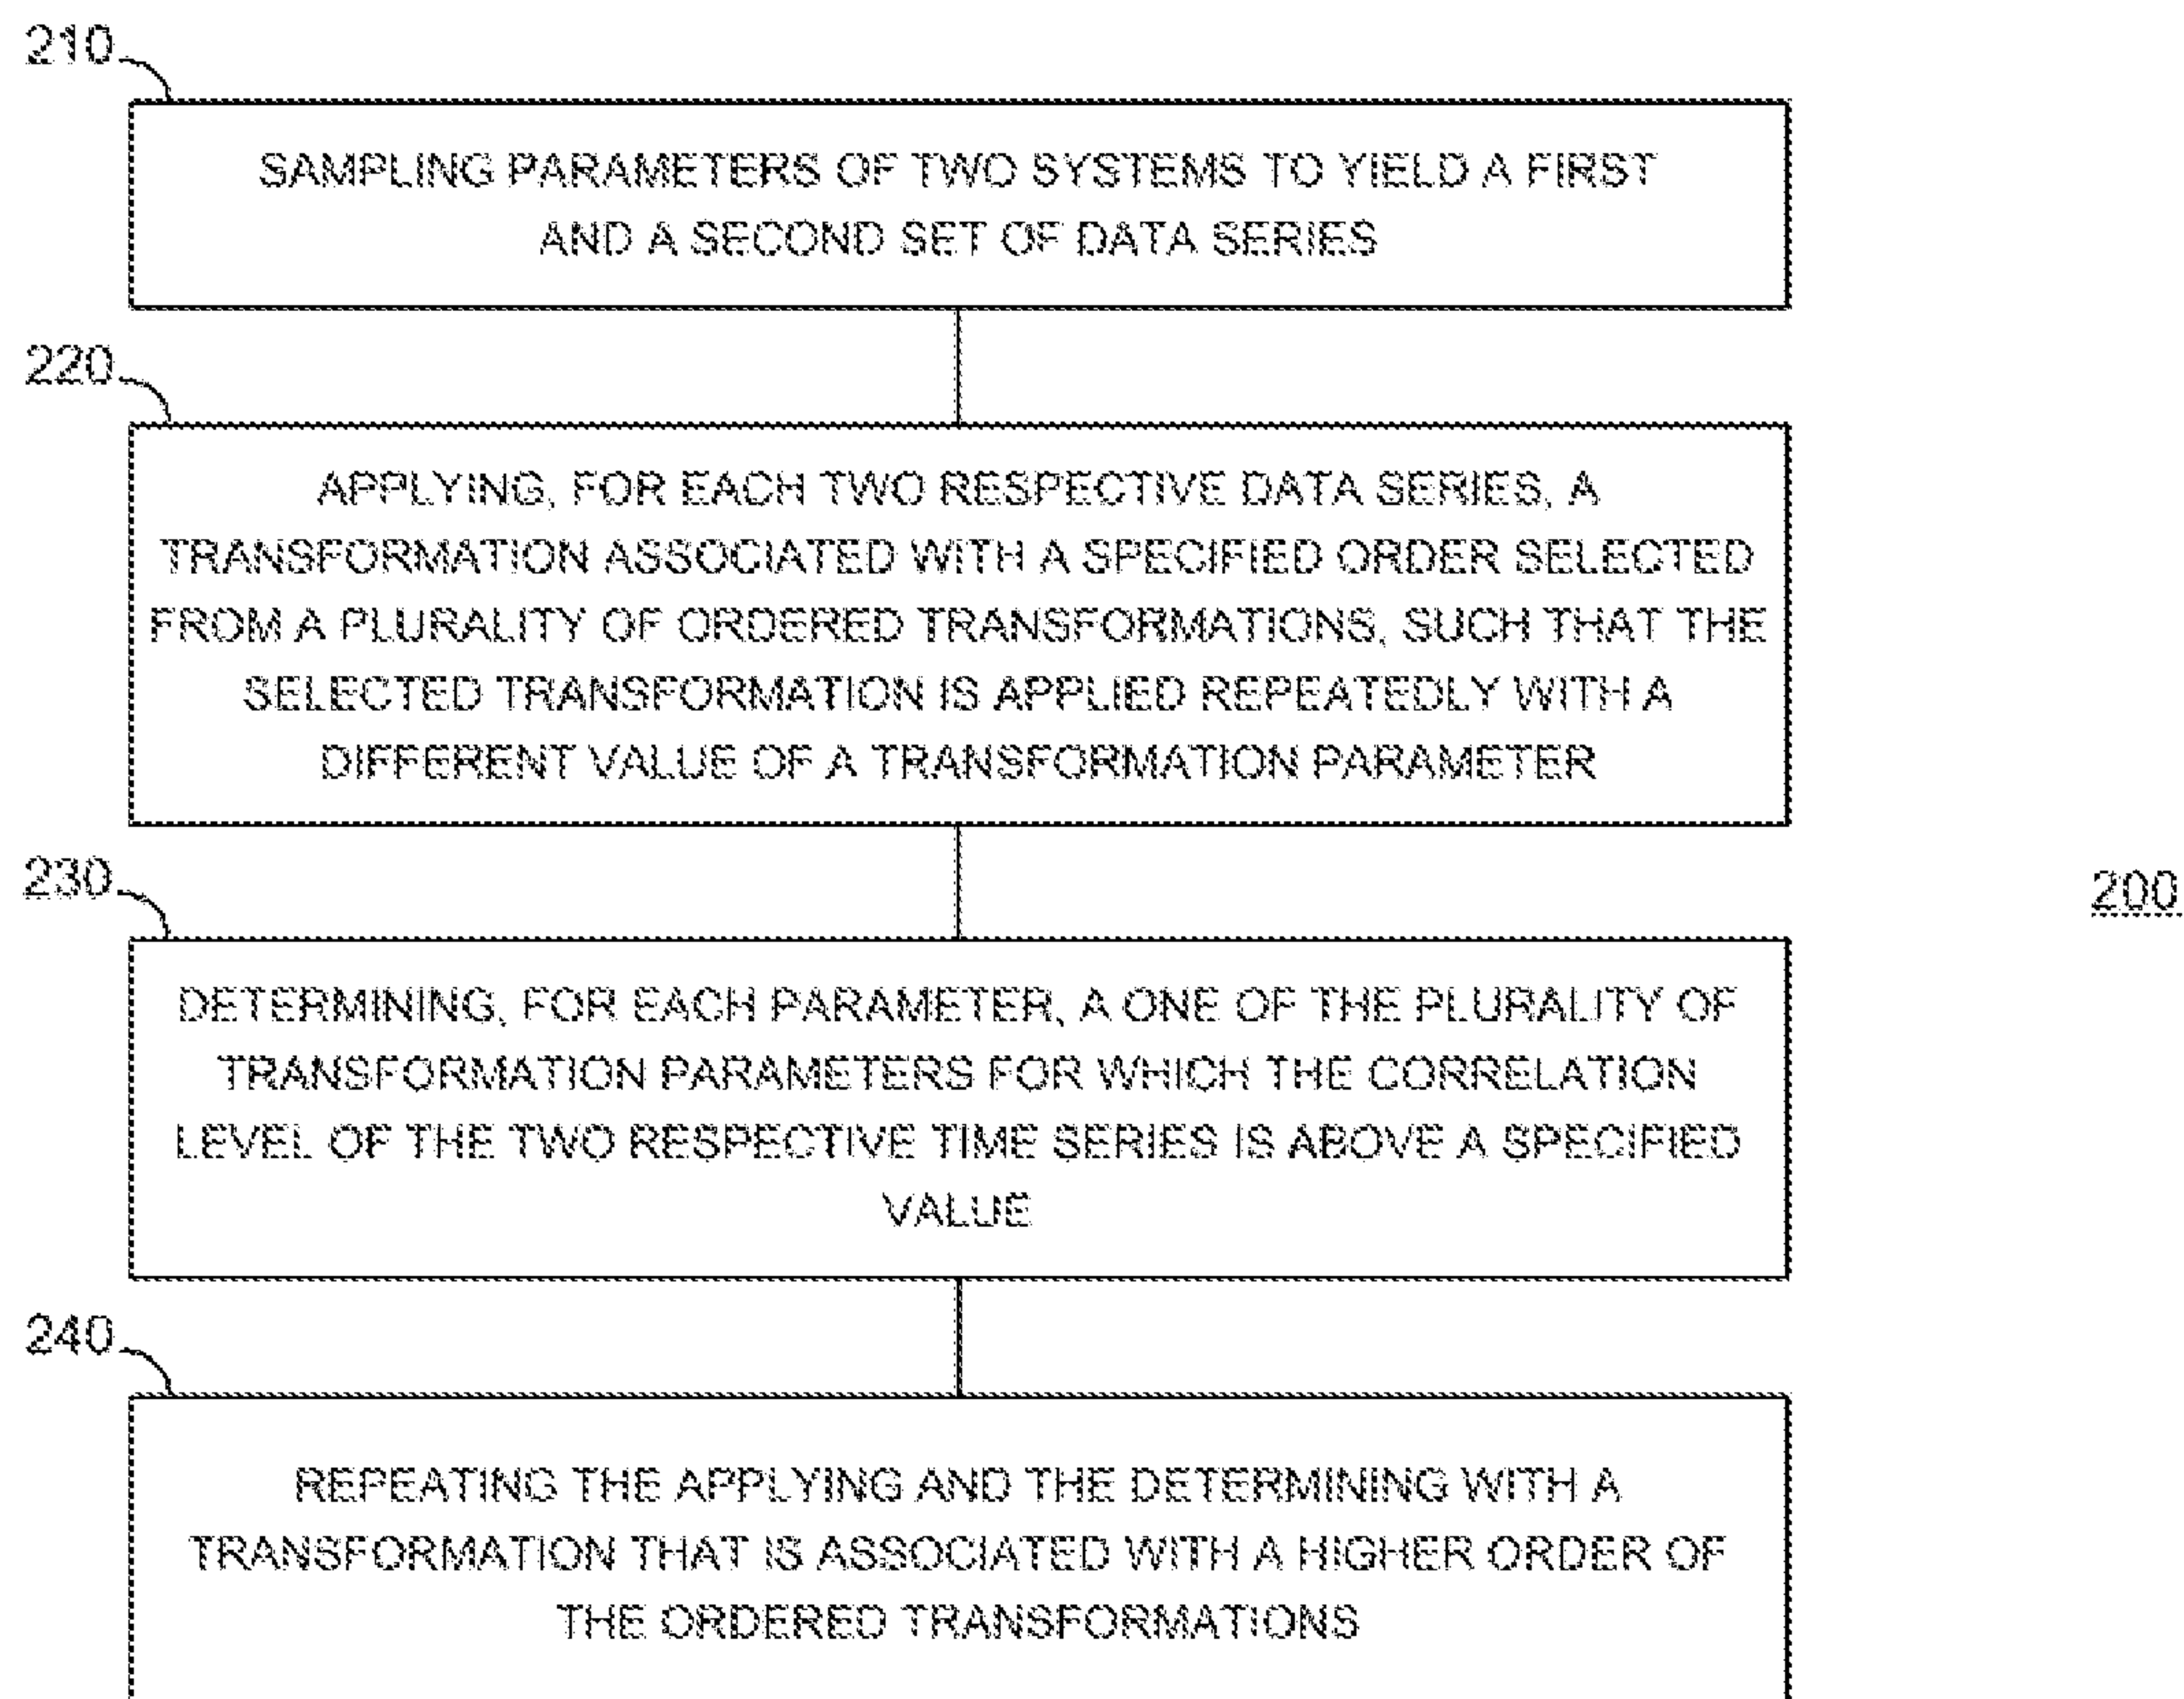 210
SAMPLING PARAMETERS OF TWO SYSTEMS TO YIELD A FIRST
AND A SECOND SET OF DATA SERIES
220
APPLYING, FOR EACH TWO RESPECTIVE DATA SERIES, A
TRANSFORMATION ASSOCIATED WITH A SPECIFIED ORDER SELECTED
FROM A PLURALITY OF ORDERED TRANSFORMATIONS, SUCH THAT THE
SELECTED TRANSFORMATION IS APPLIED REPEATEDLY WITH A
DIFFERENT VALUE OF A TRANSFORMATION PARAMETER
230
200
DETERMINING, FOR EACH PARAMETER, A ONE OF THE PLURALITY OF
TRANSFORMATION PARAMETERS FOR WHICH THE CORRELATION
LEVEL OF THE TWO RESPECTIVE TIME SERIES IS ABOVE A SPECIFIED
VALUE
240
REPEATING THE APPLYING AND THE DETERMINING WITH A
TRANSFORMATION THAT IS ASSOCIATED WITH A HIGHER ORDER OF
THE ORDERED TRANSFORMATIONS